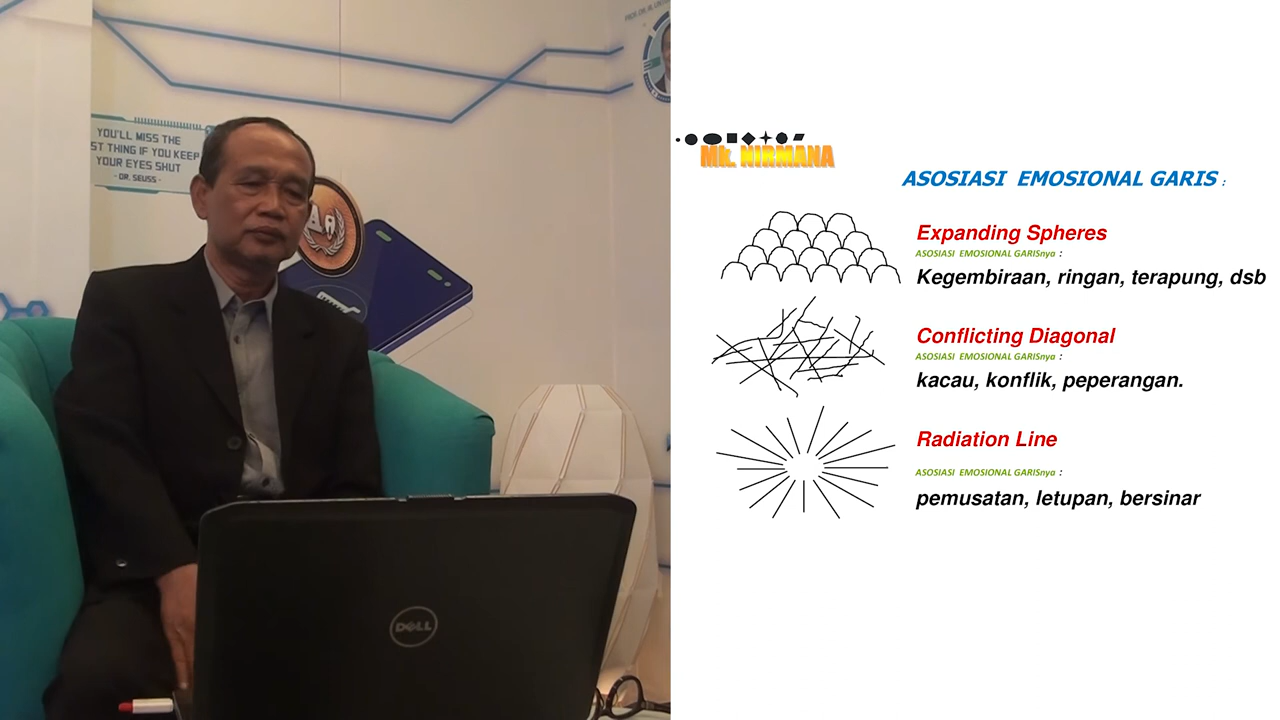 YOU'LL MISS THE
ST THING IF YOU KEEP
YOUR EYES SHUT
- DR. SEUSS -
DELL
Mk. NIRMANA
ASOSIASI EMOSIONAL GARIS :
Expanding Spheres
ASOSIASI EMOSIONAL GARISnya :
Kegembiraan, ringan, terapung, dsb
Conflicting Diagonal
ASOSIASI EMOSIONAL GARISnya :
kacau, konflik, peperangan.
Radiation Line
ASOSIASI EMOSIONAL GARISnya :
pemusatan, letupan, bersinar